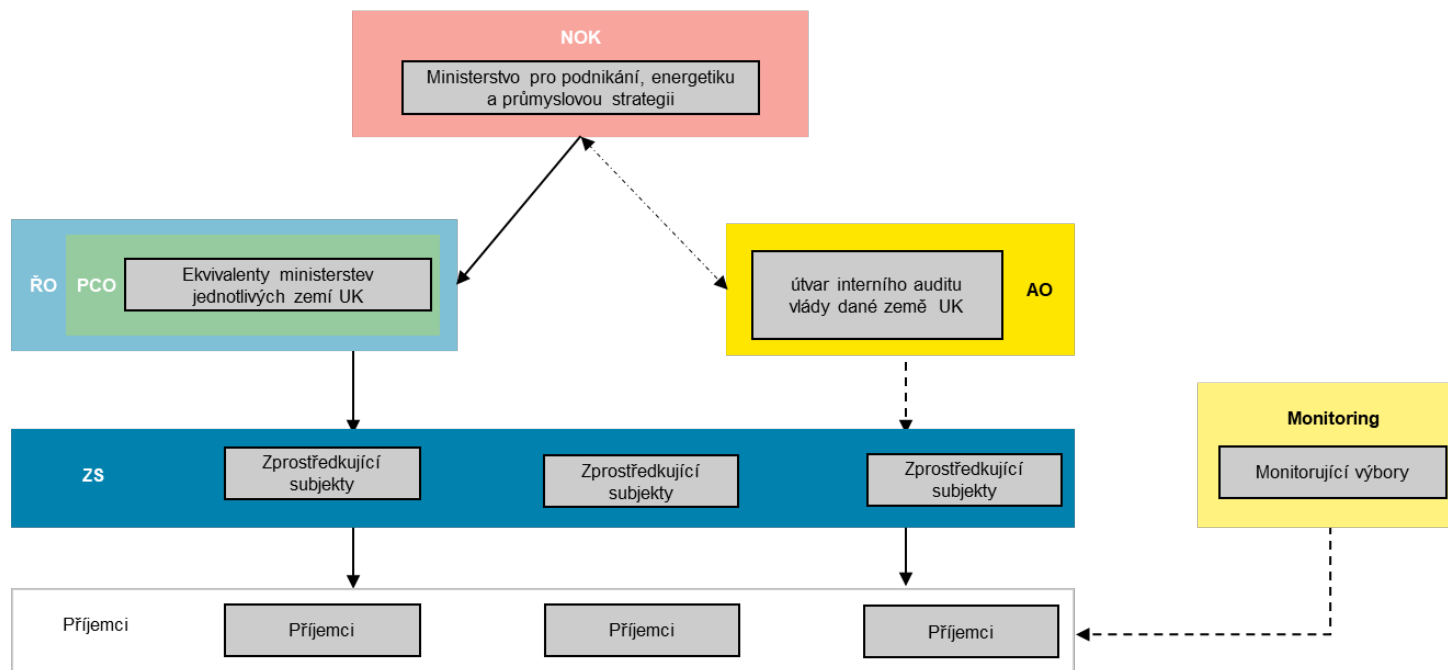 NOK
Ministerstvo pro podnikání, energetiku
a průmyslovou strategii
ŘO
PCO
Ekvivalenty ministerstev
jednotlivých zemí UK
útvar interního auditu
vlády dané země UK
AO
Monitoring
Monitorující výbory
ZS
Zprostředkující
subjekty
Zprostředkující
subjekty
Zprostředkující
subjekty
Příjemci
Příjemci
Příjemci
Příjemci